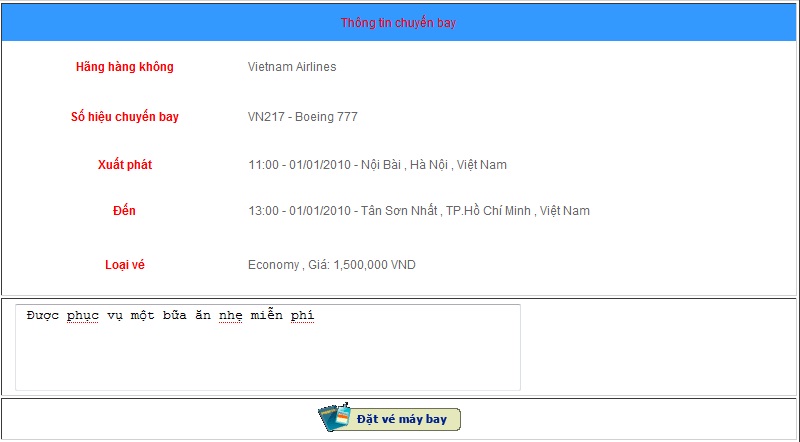 Thông tin chuyến bay
Hãng hàng không Vietnam Airlines
Số hiệu chuyến bay VN217 - Boeing 777
Xuất phát 11:00 - 01/01/2010 - Nội Bài , Hà Nội , Việt Nam
Đến 13:00 - 01/01/2010 - Tân Sơn Nhất , TP.Hồ Chí Minh , Việt Nam
Loại vé Economy , Giá: 1,500,000 VND
Được phục vụ một bữa ăn nhẹ miễn phí
Đặt vé máy bay